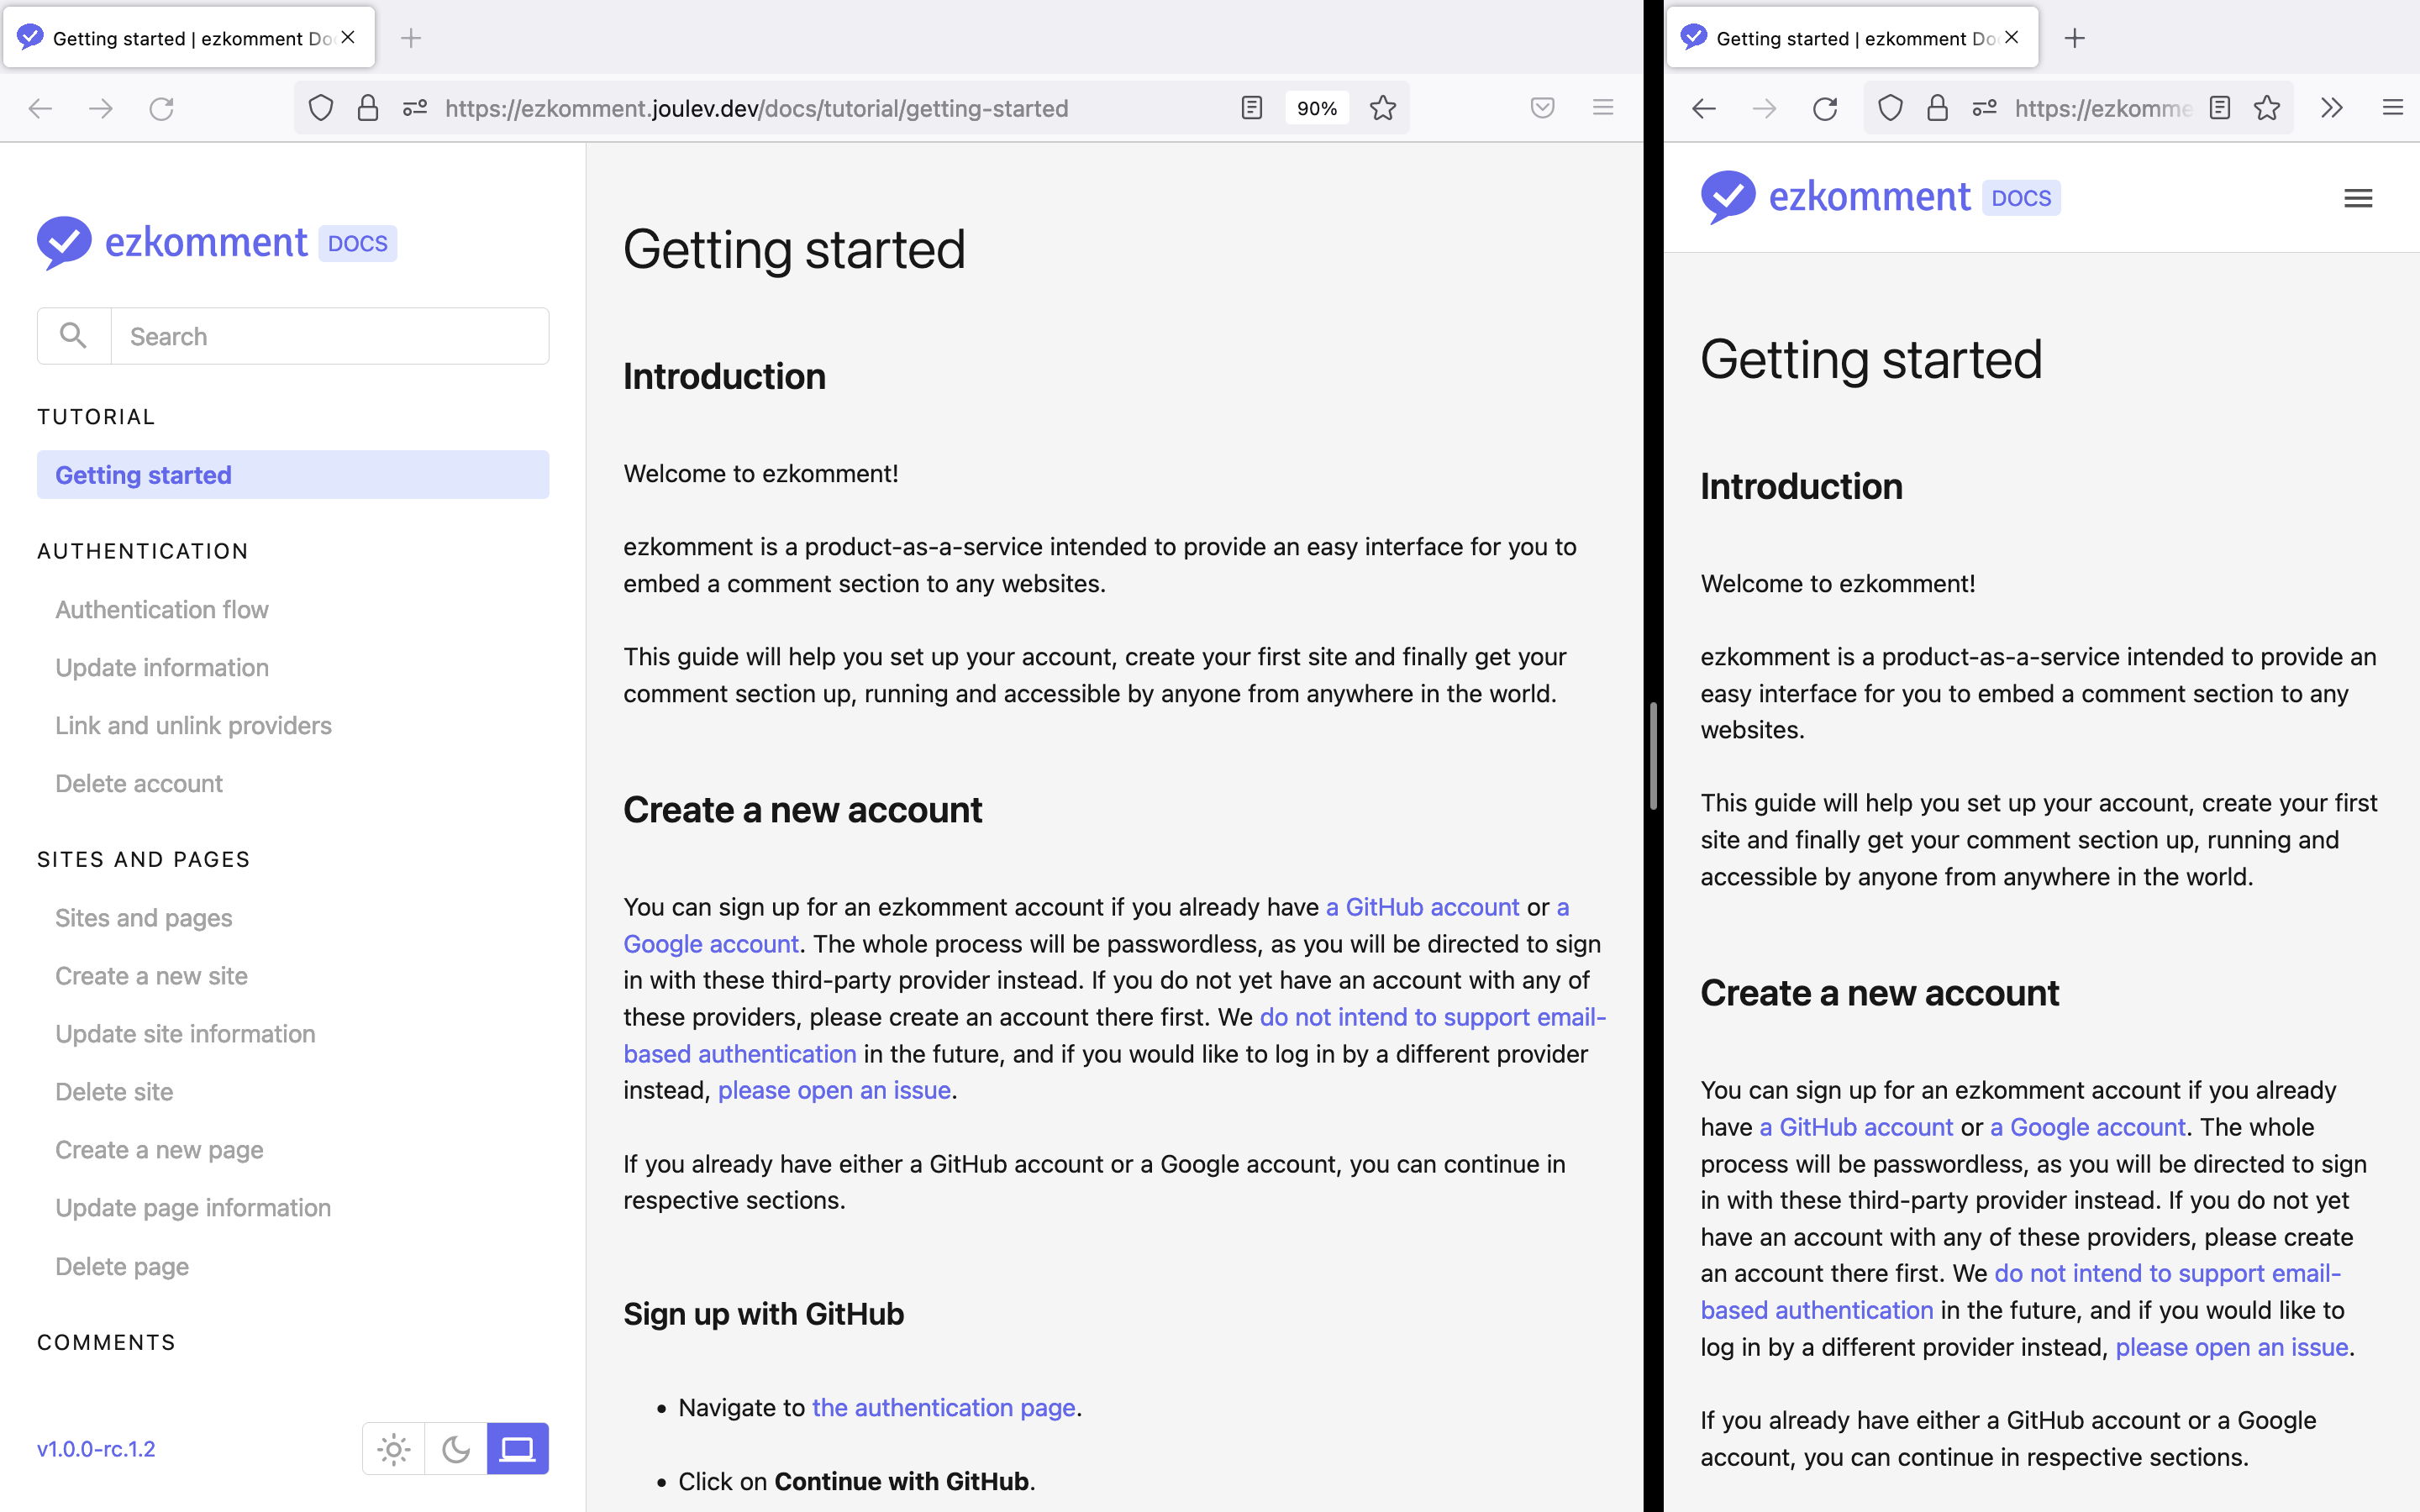 Getting started | ezkomment Do
https://ezkomment.joulev.dev/docs/tutorial/getting-started
90%
ezkomment DOCS
Search
TUTORIAL
Getting started
AUTHENTICATION
Authentication flow
Update information
Link and unlink providers
Delete account
SITES AND PAGES
Sites and pages
Create a new site
Update site information
Delete site
Create a new page
Update page information
Delete page
COMMENTS
v1.0.0-rc.1.2
Getting started
Introduction
Welcome to ezkomment!
ezkomment is a product-as-a-service intended to provide an easy interface for you to
embed a comment section to any websites.
This guide will help you set up your account, create your first site and finally get your
comment section up, running and accessible by anyone from anywhere in the world.
Create a new account
You can sign up for an ezkomment account if you already have a GitHub account or a
Google account. The whole process will be passwordless, as you will be directed to sign
in with these third-party provider instead. If you do not yet have an account with any of
these providers, please create an account there first. We do not intend to support email-
based authentication in the future, and if you would like to log in by a different provider
instead, please open an issue.
If you already have either a GitHub account or a Google account, you can continue in
respective sections.
Sign up with GitHub
• Navigate to the authentication page.
• Click on Continue with GitHub.
Getting started | ezkomment Do
https://ezkomme
ezkomment DOCS
Getting started
Introduction
Welcome to ezkomment!
ezkomment is a product-as-a-service intended to provide an
easy interface for you to embed a comment section to any
websites.
This guide will help you set up your account, create your first
site and finally get your comment section up, running and
accessible by anyone from anywhere in the world.
Create a new account
You can sign up for an ezkomment account if you already
have a GitHub account or a Google account. The whole
process will be passwordless, as you will be directed to sign
in with these third-party provider instead. If you do not yet
have an account with any of these providers, please create
an account there first. We do not intend to support email-
based authentication in the future, and if you would like to
log in by a different provider instead, please open an issue.
If you already have either a GitHub account or a Google
account, you can continue in respective sections.